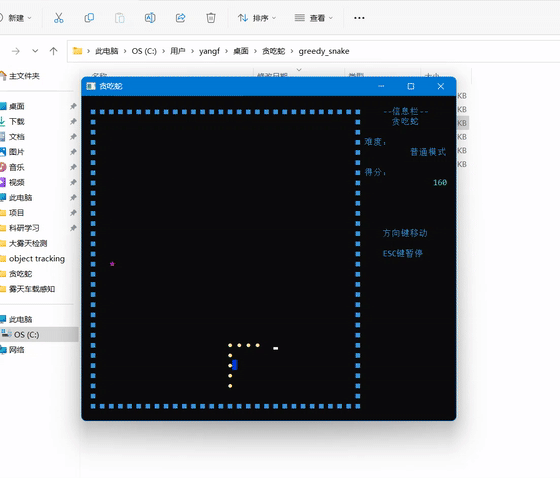 新建
排序
查看
此电脑 > OS (C:) > 用户 > yangf > 桌面 > 贪吃蛇 > greedy_snake
主文件夹
名称
修改日期
类型
大小
贪吃蛇
--信息栏--
贪吃蛇
难度：
普通模式
得分：
160
方向键移动
ESC键暂停
KB
KB
KB
KB
KB
KB
桌面
下载
文档
图片
音乐
视频
此电脑
项目
科研学习
大雾天检测
object tracking
贪吃蛇
雾天车载感知
此电脑
OS (C:)
网络